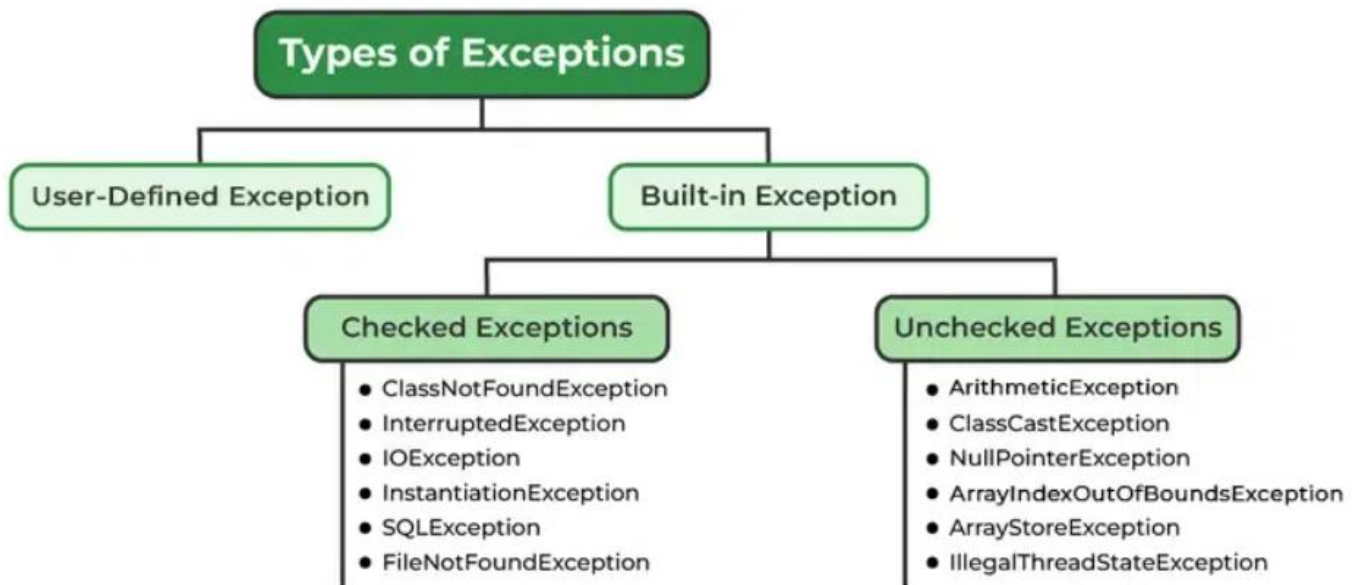 Types of Exceptions
User-Defined Exception
Built-in Exception
Checked Exceptions
• ClassNotFoundException
• InterruptedException
• IOException
• InstantiationException
• SQLException
• FileNotFoundException
Unchecked Exceptions
• ArithmeticException
• ClassCastException
• NullPointerException
• ArrayIndexOutOfBoundsException
• ArrayStoreException
• IllegalThreadStateException